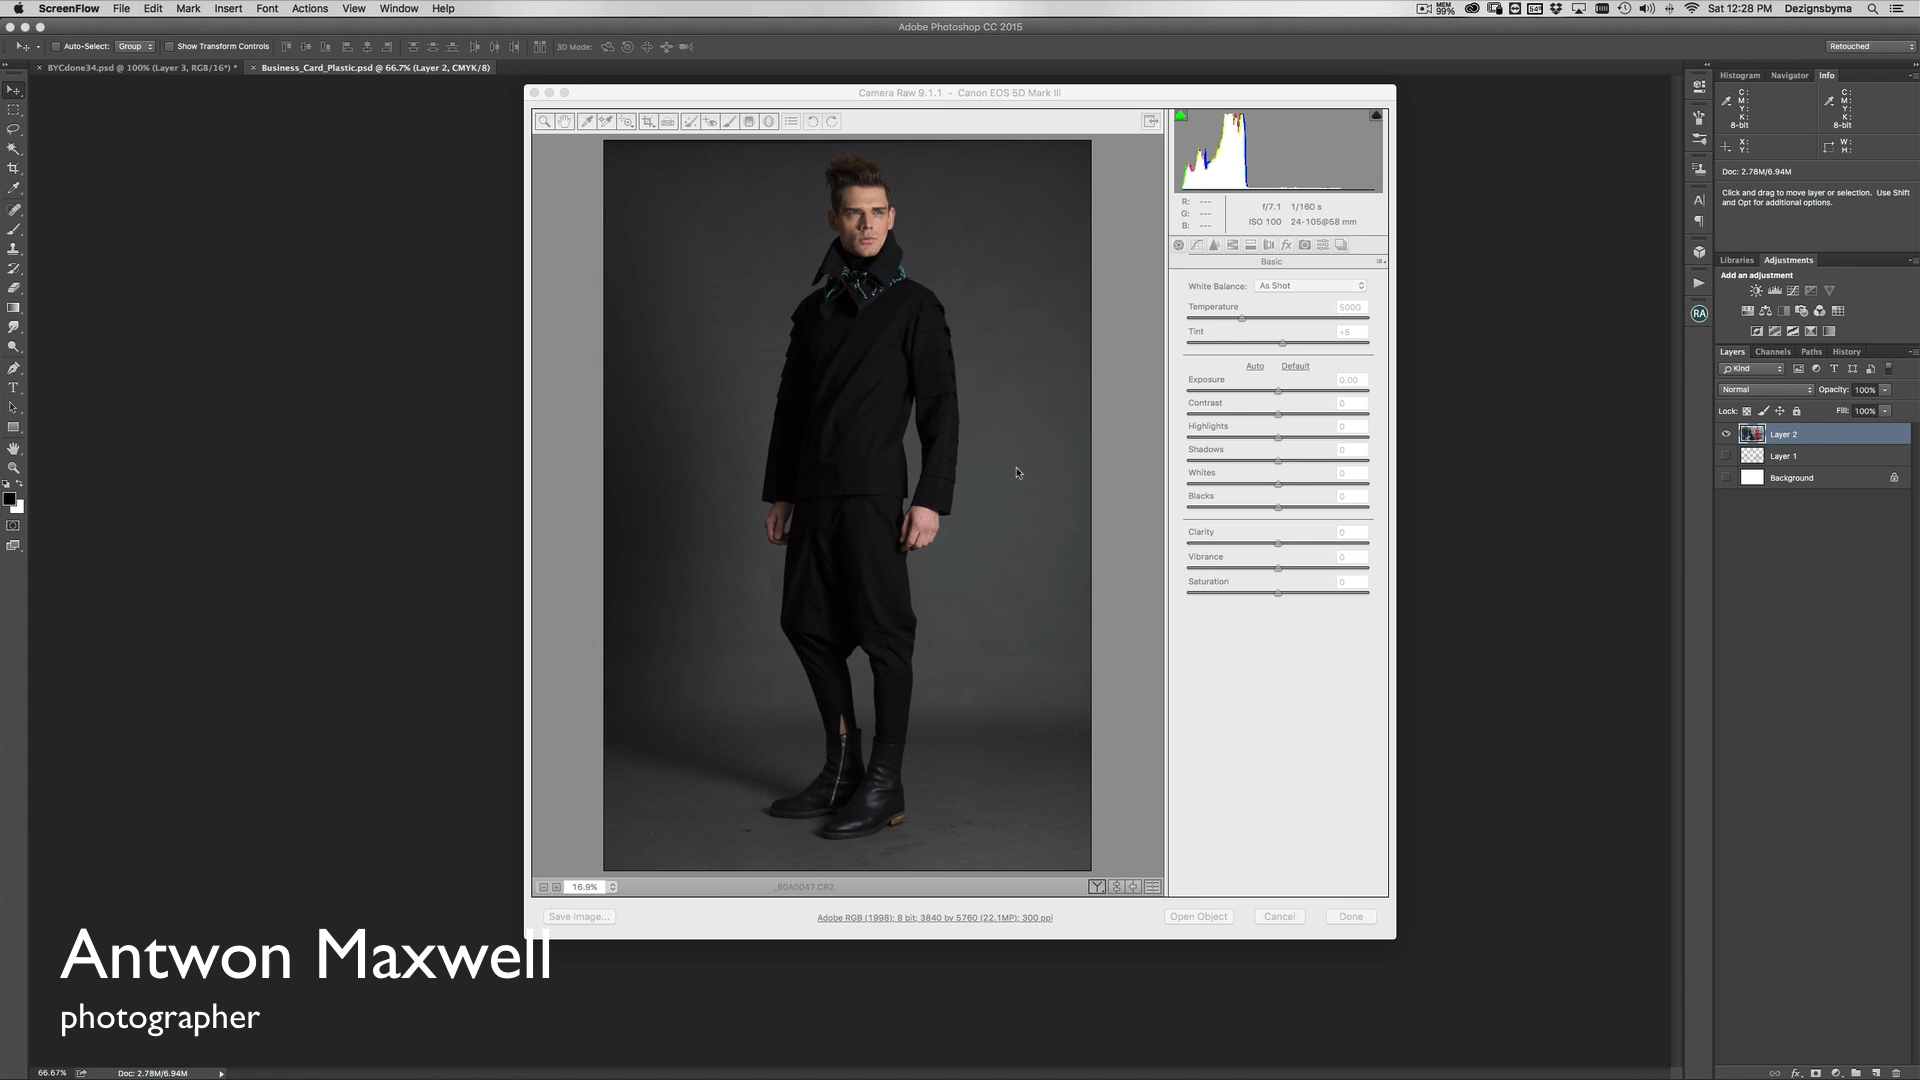 ScreenFlow File Edit Mark Insert Font Actions View Window Help MEM 99% Sat 12:28 PM Dezignsbyma
Adobe Photoshop CC 2015
Auto-Select: Group Show Transform Controls 3D Mode: Retouched
BYCdone34.psd @ 100% (Layer 3, RGB/16*) * Business_Card_Plastic.psd @ 66.7% (Layer 2, CMYK/8)
Camera Raw 9.1.1 - Canon EOS 5D Mark III
R: ---
G: ---
B: ---
f/7.1 1/160 s
ISO 100 24-105@58 mm
Basic
White Balance: As Shot
Temperature 5000
Tint +5
Auto Default
Exposure 0.00
Contrast 0
Highlights 0
Shadows 0
Whites 0
Blacks 0
Clarity 0
Vibrance 0
Saturation 0
16.9% _80A0047.CR2
Save Image... Adobe RGB (1998); 8 bit; 3840 by 5760 (22.1MP); 300 ppi Open Object Cancel Done
Histogram Navigator Info
C: C:
M: M:
Y: Y:
K: K:
8-bit 8-bit
X: W:
Y: H:
Doc: 2.78M/6.94M
Click and drag to move layer or selection. Use Shift
and Opt for additional options.
Libraries Adjustments
Add an adjustment
RA
Layers Channels Paths History
Kind
Normal Opacity: 100%
Lock: Fill: 100%
Layer 2
Layer 1
Background
Antwon Maxwell
photographer
66.67% Doc: 2.78M/6.94M